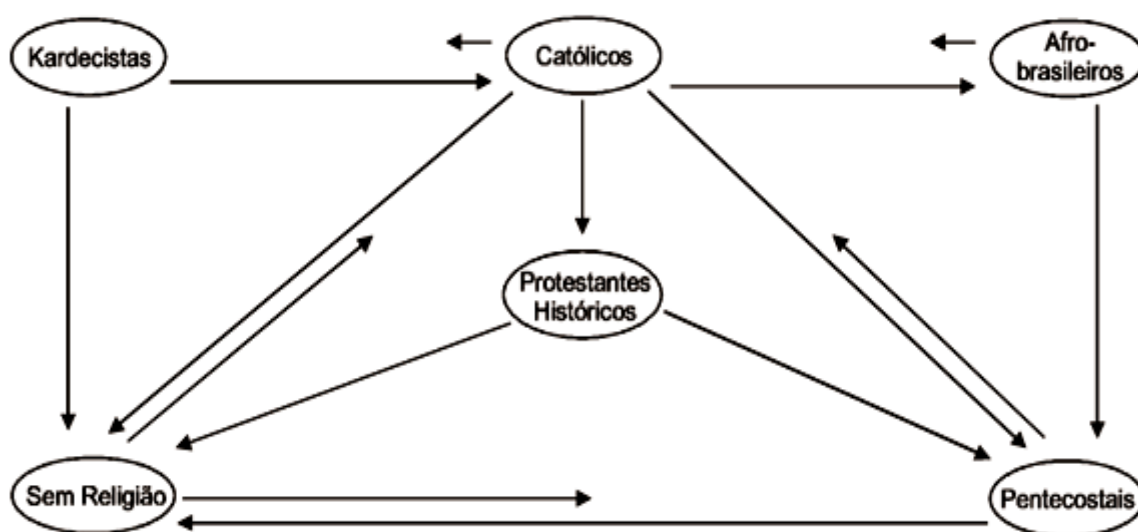 Kardecistas
Católicos
Afro-
brasileiros
Protestantes
Históricos
Sem Religião
Pentecostais